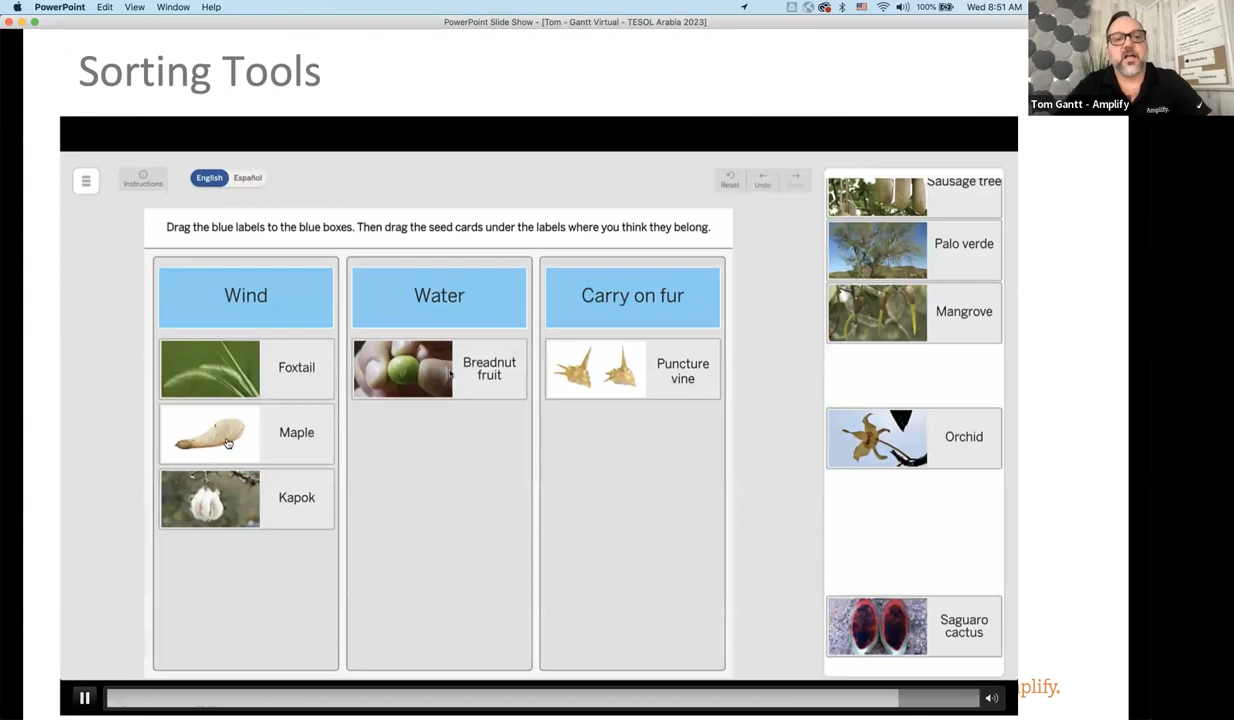 PowerPoint Edit View Window Help
100% Wed 8:51 AM
PowerPoint Slide Show - [Tom - Gantt Virtual - TESOL Arabia 2023]
Sorting Tools
Tom Gantt - Amplify
Amplify.
Instructions
English Español
Reset Undo
Drag the blue labels to the blue boxes. Then drag the seed cards under the labels where you think they belong.
Wind
Water
Carry on fur
Foxtail
Maple
Kapok
Breadnut
fruit
Puncture
vine
Sausage tree
Palo verde
Mangrove
Orchid
Saguaro
cactus
plify.